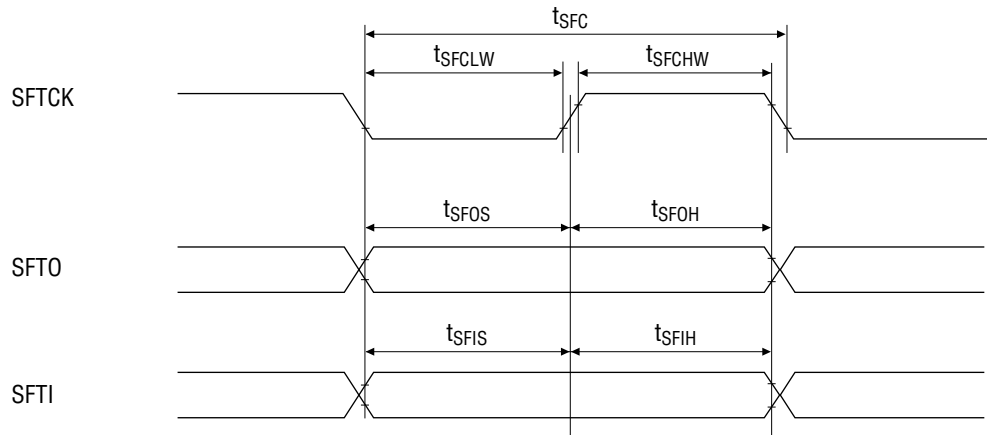 tSFC
tSFCLW tSFCHW
SFTCK
tSFOS tSFOH
SFTO
tSFIS tSFIH
SFTI